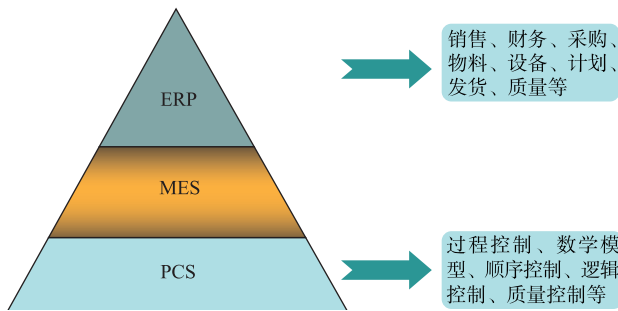 ERP
销售、财务、采购、
物料、设备、计划、
发货、质量等
MES
PCS
过程控制、数学模
型、顺序控制、逻辑
控制、质量控制等